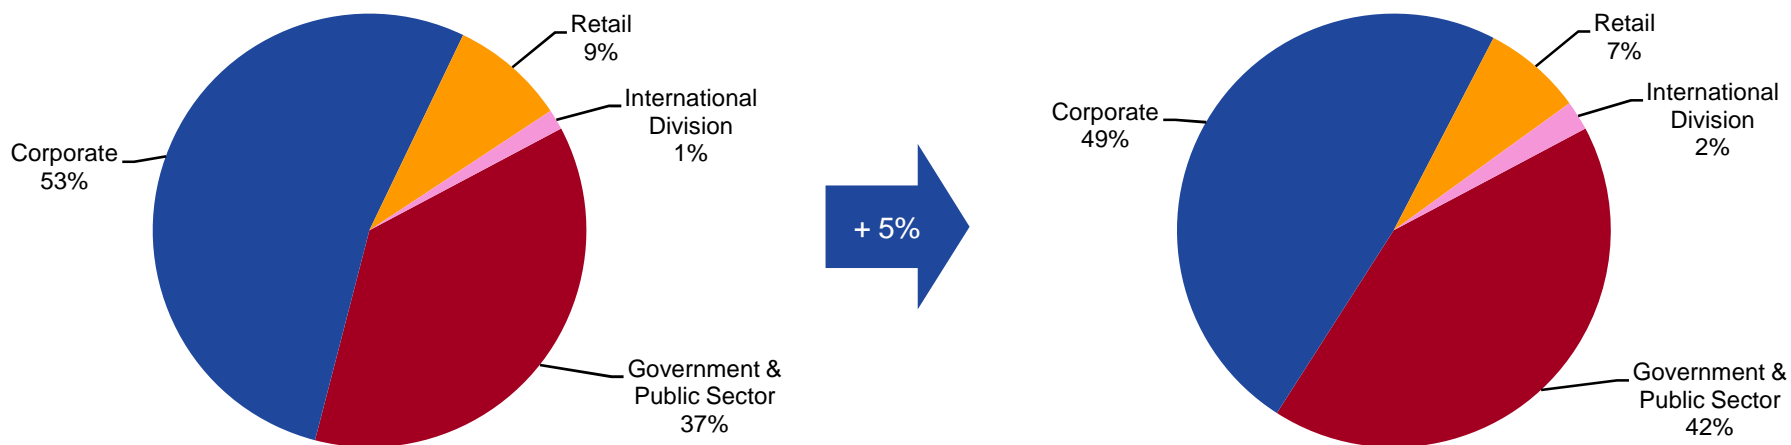 Retail
9%
International
Division
1%
Corporate
53%
Government &
Public Sector
37%
+ 5%
Retail
7%
International
Division
2%
Corporate
49%
Government &
Public Sector
42%